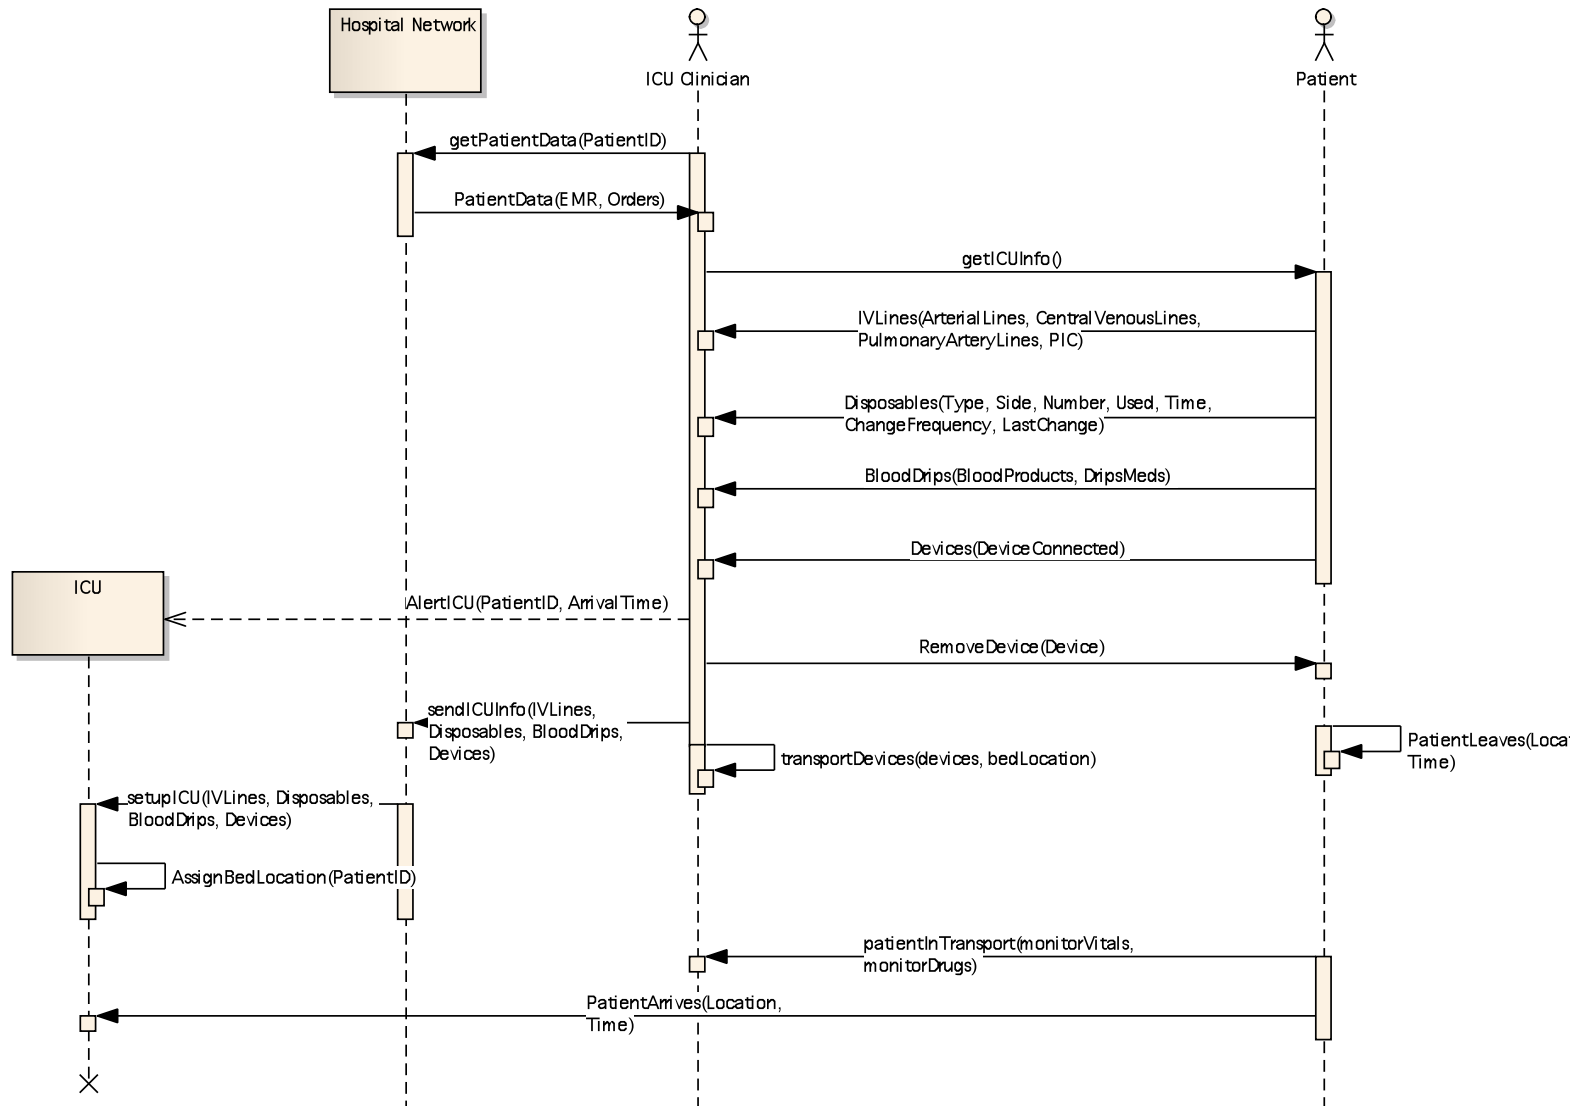 Hospital Network
ICU Clinician
Patient
getPatientData(PatientID)
PatientData(EMR, Orders)
getICUInfo()
IVLines(ArterialLines, CentralVenousLines,
PulmonaryArteryLines, PIC)
Disposables(Type, Side, Number, Used, Time,
ChangeFrequency, LastChange)
BloodDrips(BloodProducts, DripsMeds)
Devices(DeviceConnected)
ICU
AlertICU(PatientID, ArrivalTime)
RemoveDevice(Device)
sendICUInfo(IVLines,
Disposables, BloodDrips,
Devices)
transportDevices(devices, bedLocation)
PatientLeaves(Locat
Time)
setupICU(IVLines, Disposables,
BloodDrips, Devices)
AssignBedLocation(PatientID)
patientInTransport(monitorVitals,
monitorDrugs)
PatientArrives(Location,
Time)